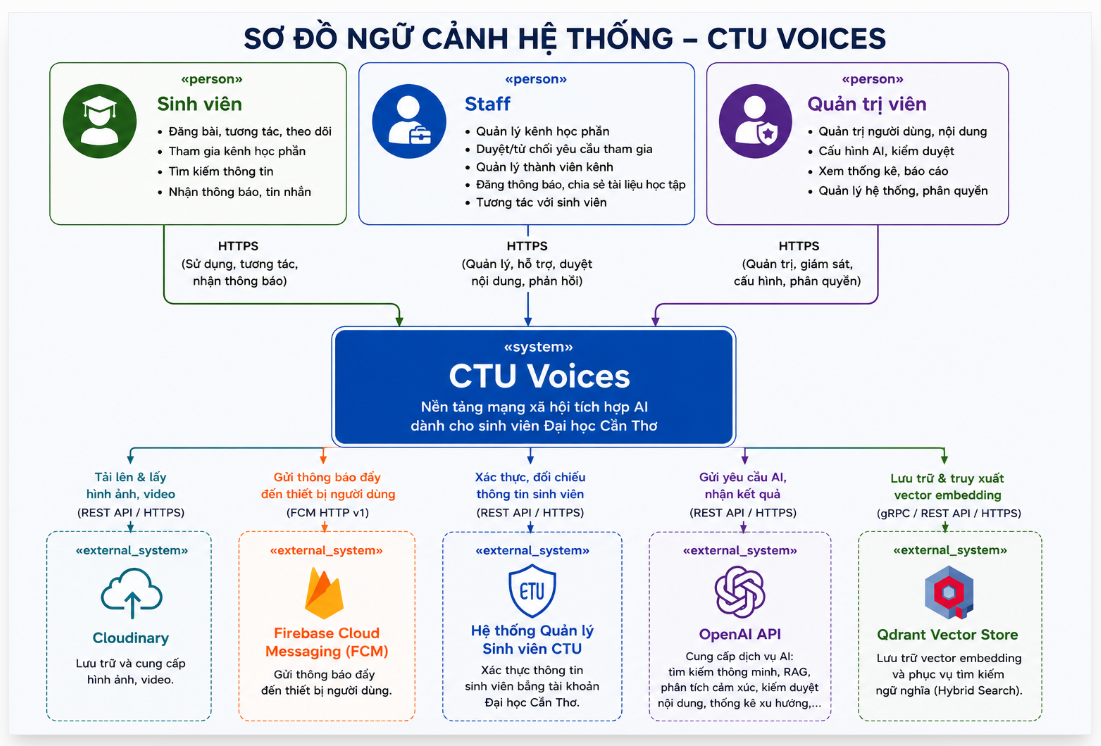 SƠ ĐỒ NGỮ CẢNH HỆ THỐNG – CTU VOICES
«person»
Sinh viên
• Đăng bài, tương tác, theo dõi
• Tham gia kênh học phần
• Tìm kiếm thông tin
• Nhận thông báo, tin nhắn
«person»
Staff
• Quản lý kênh học phần
• Duyệt/từ chối yêu cầu tham gia
• Quản lý thành viên kênh
• Đăng thông báo, chia sẻ tài liệu học tập
• Tương tác với sinh viên
«person»
Quản trị viên
• Quản trị người dùng, nội dung
• Cấu hình AI, kiểm duyệt
• Xem thống kê, báo cáo
• Quản lý hệ thống, phân quyền
HTTPS
(Sử dụng, tương tác,
nhận thông báo)
HTTPS
(Quản lý, hỗ trợ, duyệt
nội dung, phản hồi)
HTTPS
(Quản trị, giám sát,
cấu hình, phân quyền)
«system»
CTU Voices
Nền tảng mạng xã hội tích hợp AI
dành cho sinh viên Đại học Cần Thơ
Tải lên & lấy
hình ảnh, video
(REST API / HTTPS)
Gửi thông báo đẩy
đến thiết bị người dùng
(FCM HTTP v1)
Xác thực, đối chiếu
thông tin sinh viên
(REST API / HTTPS)
Gửi yêu cầu AI,
nhận kết quả
(REST API / HTTPS)
Lưu trữ & truy xuất
vector embedding
(gRPC / REST API / HTTPS)
«external_system»
Cloudinary
Lưu trữ và cung cấp
hình ảnh, video.
«external_system»
Firebase Cloud
Messaging (FCM)
Gửi thông báo đẩy
đến thiết bị người dùng.
«external_system»
ETU
Hệ thống Quản lý
Sinh viên CTU
Xác thực thông tin
sinh viên bằng tài khoản
Đại học Cần Thơ.
«external_system»
OpenAI API
Cung cấp dịch vụ AI:
tìm kiếm thông minh, RAG,
phân tích cảm xúc, kiểm duyệt
nội dung, thống kê xu hướng,...
«external_system»
Qdrant Vector Store
Lưu trữ vector embedding
và phục vụ tìm kiếm
ngữ nghĩa (Hybrid Search).